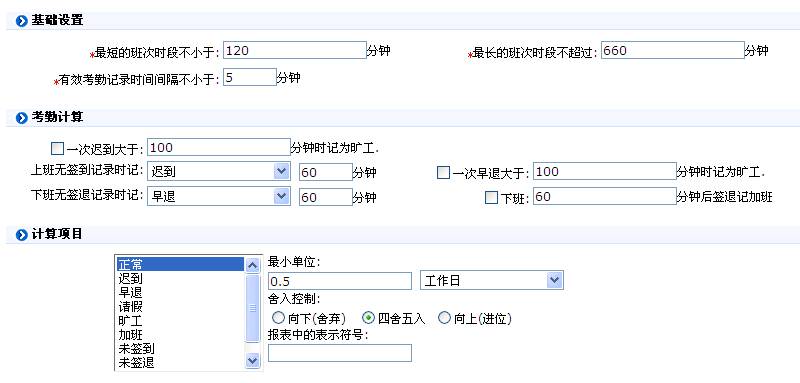 基础设置
*最短的班次时段不小于: 120 分钟 *最长的班次时段不超过: 660 分钟
*有效考勤记录时间间隔不小于: 5 分钟
考勤计算
一次迟到大于: 100 分钟时记为旷工.
上班无签到记录时记: 迟到 60 分钟 一次早退大于: 100 分钟时记为旷工.
下班无签退记录时记: 早退 60 分钟 下班: 60 分钟后签退记加班
计算项目
正常
迟到
早退
请假
旷工
加班
未签到
未签退
最小单位:
0.5 工作日
舍入控制:
向下(舍弃) 四舍五入 向上(进位)
报表中的表示符号: